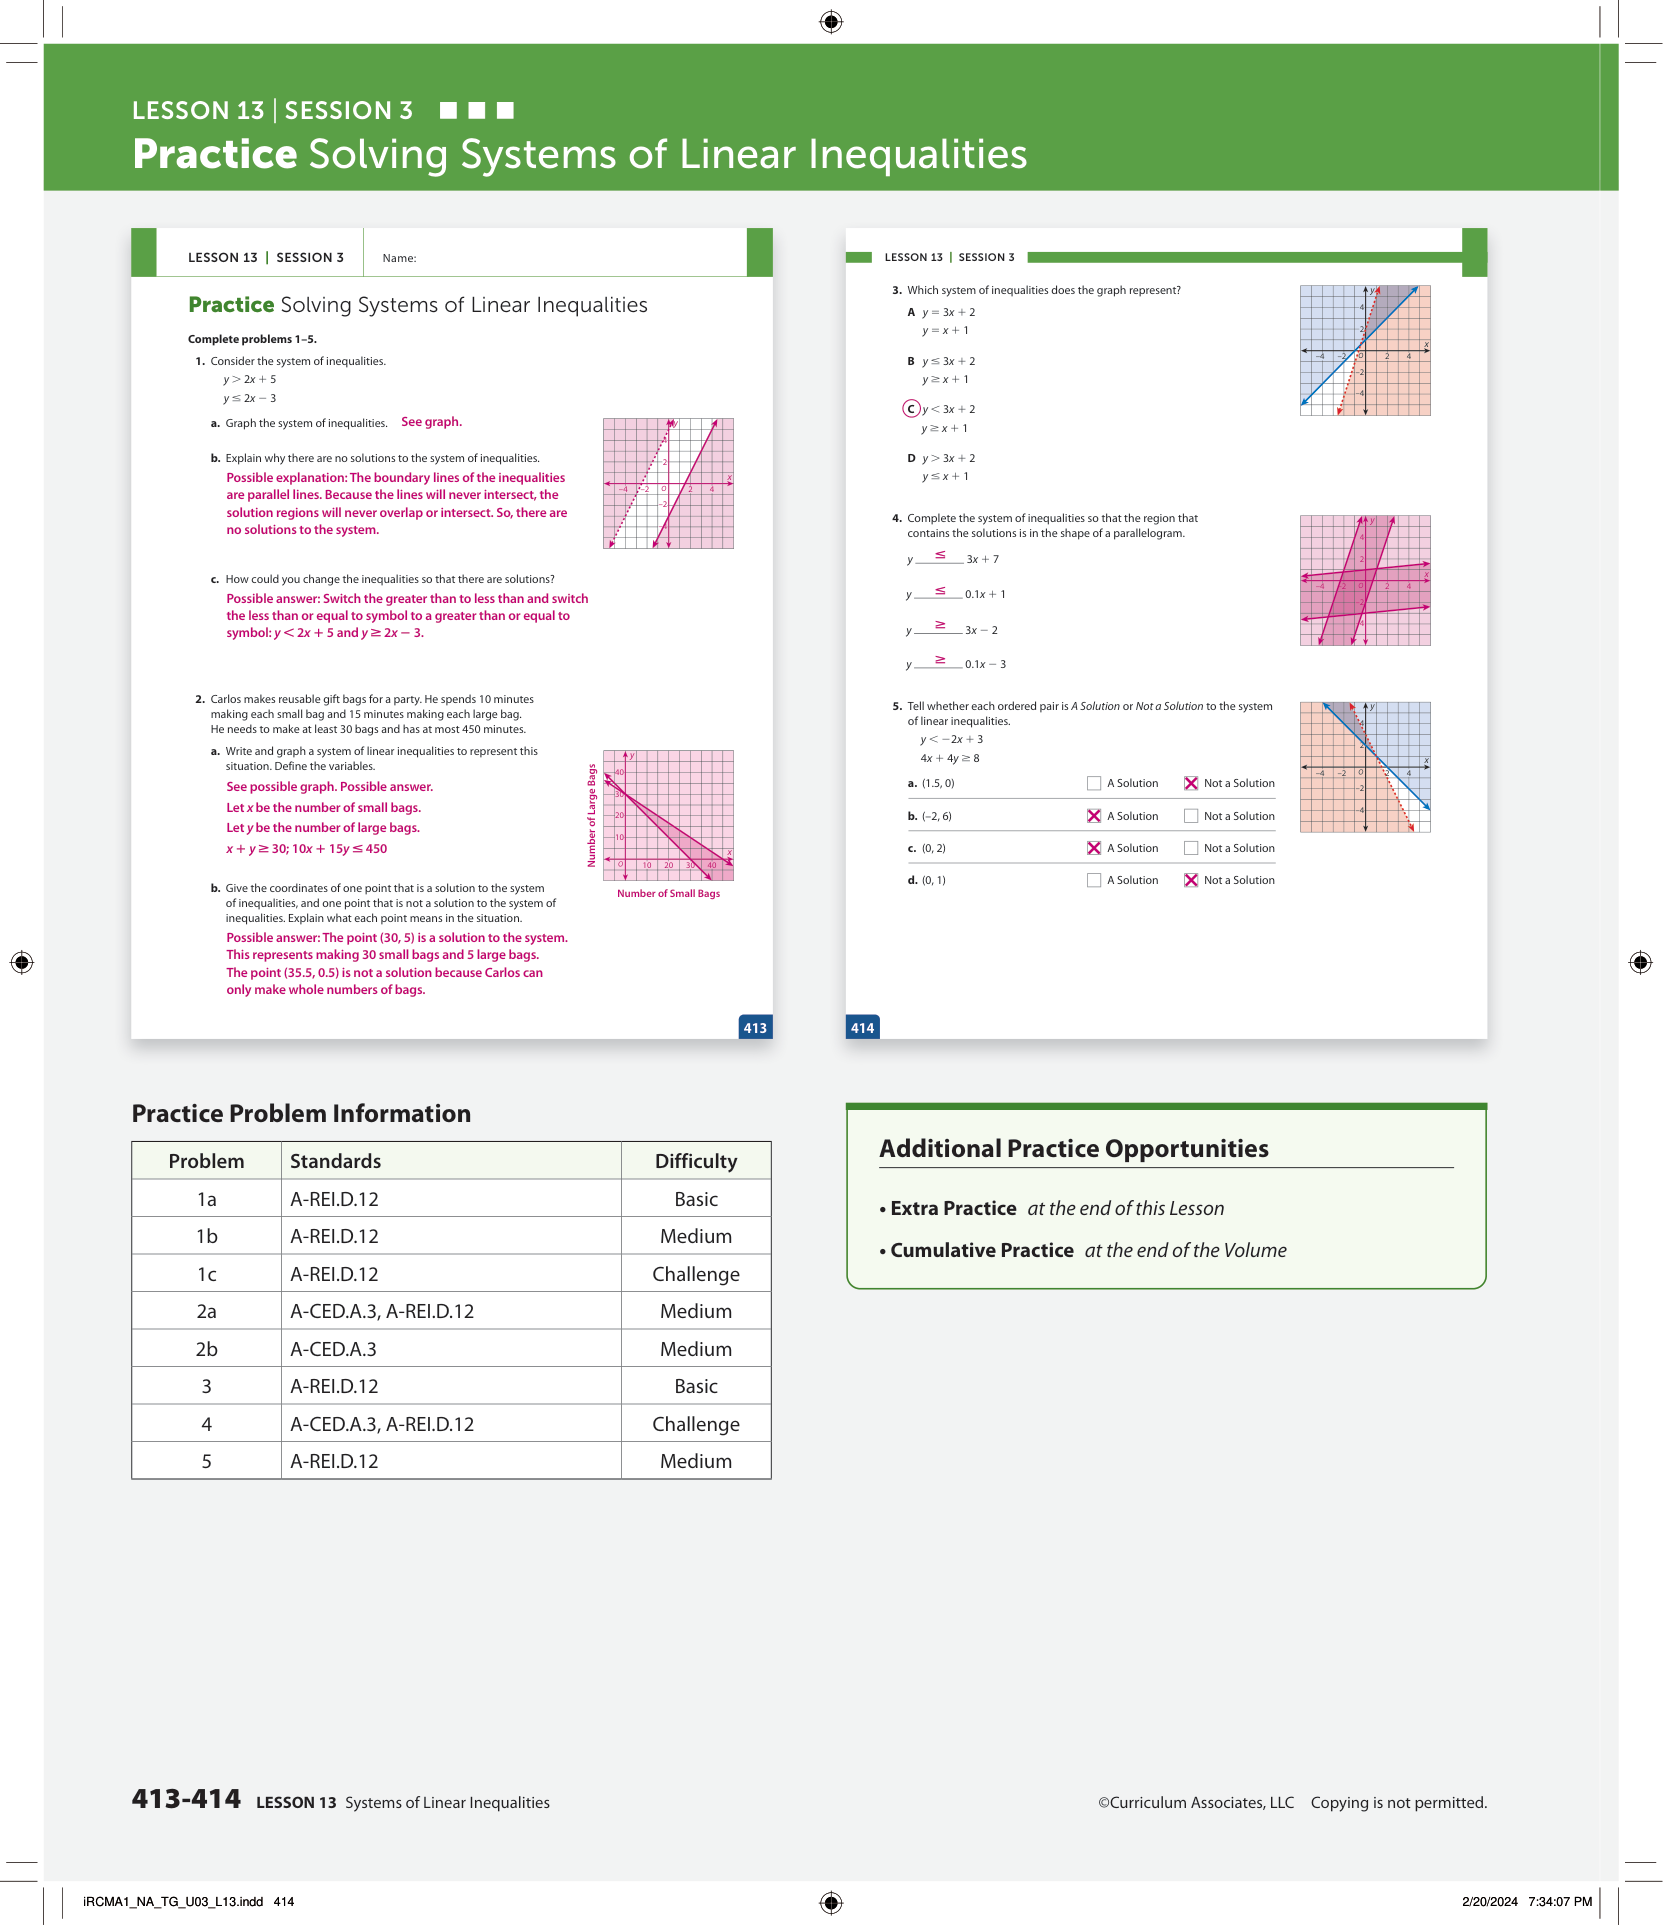 LESSON 13 | SESSION 3
Practice Solving Systems of Linear Inequalities
LESSON 13 | SESSION 3
Name:
Practice Solving Systems of Linear Inequalities
Complete problems 1–5.
1. Consider the system of inequalities.
y > 2x + 5
y ≤ 2x − 3
a. Graph the system of inequalities. See graph.
b. Explain why there are no solutions to the system of inequalities.
Possible explanation: The boundary lines of the inequalities
are parallel lines. Because the lines will never intersect, the
solution regions will never overlap or intersect. So, there are
no solutions to the system.
c. How could you change the inequalities so that there are solutions?
Possible answer: Switch the greater than to less than and switch
the less than or equal to symbol to a greater than or equal to
symbol: y < 2x + 5 and y ≥ 2x − 3.
2. Carlos makes reusable gift bags for a party. He spends 10 minutes
making each small bag and 15 minutes making each large bag.
He needs to make at least 30 bags and has at most 450 minutes.
a. Write and graph a system of linear inequalities to represent this
situation. Define the variables.
See possible graph. Possible answer.
Let x be the number of small bags.
Let y be the number of large bags.
x + y ≥ 30; 10x + 15y ≤ 450
Number of Large Bags
y
40
30
20
10
O 10 20 30 40 x
Number of Small Bags
b. Give the coordinates of one point that is a solution to the system
of inequalities, and one point that is not a solution to the system of
inequalities. Explain what each point means in the situation.
Possible answer: The point (30, 5) is a solution to the system.
This represents making 30 small bags and 5 large bags.
The point (35.5, 0.5) is not a solution because Carlos can
only make whole numbers of bags.
413
LESSON 13 | SESSION 3
3. Which system of inequalities does the graph represent?
A y = 3x + 2
y = x + 1
B y ≤ 3x + 2
y ≥ x + 1
C y < 3x + 2
y ≥ x + 1
D y > 3x + 2
y ≤ x + 1
4. Complete the system of inequalities so that the region that
contains the solutions is in the shape of a parallelogram.
y ≤ 3x + 7
y ≤ 0.1x + 1
y ≥ 3x − 2
y ≥ 0.1x − 3
5. Tell whether each ordered pair is A Solution or Not a Solution to the system
of linear inequalities.
y < −2x + 3
4x + 4y ≥ 8
a. (1.5, 0) A Solution Not a Solution
b. (–2, 6) A Solution Not a Solution
c. (0, 2) A Solution Not a Solution
d. (0, 1) A Solution Not a Solution
414
Practice Problem Information
Problem Standards Difficulty
1a A-REI.D.12 Basic
1b A-REI.D.12 Medium
1c A-REI.D.12 Challenge
2a A-CED.A.3, A-REI.D.12 Medium
2b A-CED.A.3 Medium
3 A-REI.D.12 Basic
4 A-CED.A.3, A-REI.D.12 Challenge
5 A-REI.D.12 Medium
Additional Practice Opportunities
• Extra Practice at the end of this Lesson
• Cumulative Practice at the end of the Volume
413-414 LESSON 13 Systems of Linear Inequalities
©Curriculum Associates, LLC Copying is not permitted.
iRCMA1_NA_TG_U03_L13.indd 414
2/20/2024 7:34:07 PM